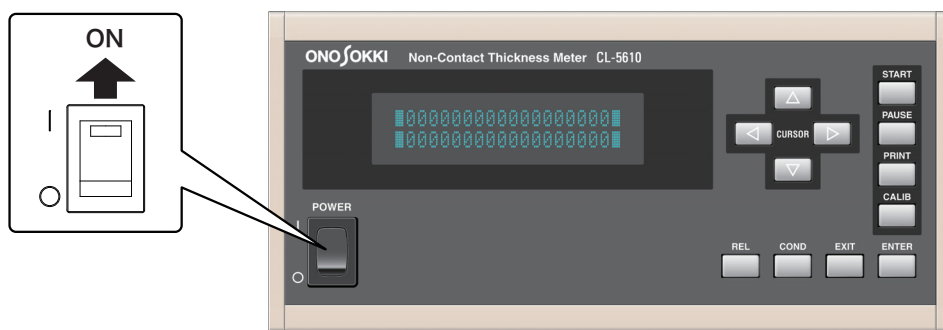 ON
I
O
ONO SOKKI Non-Contact Thickness Meter CL-5610
START
PAUSE
CURSOR
PRINT
CALIB
POWER
I
O
REL COND EXIT ENTER